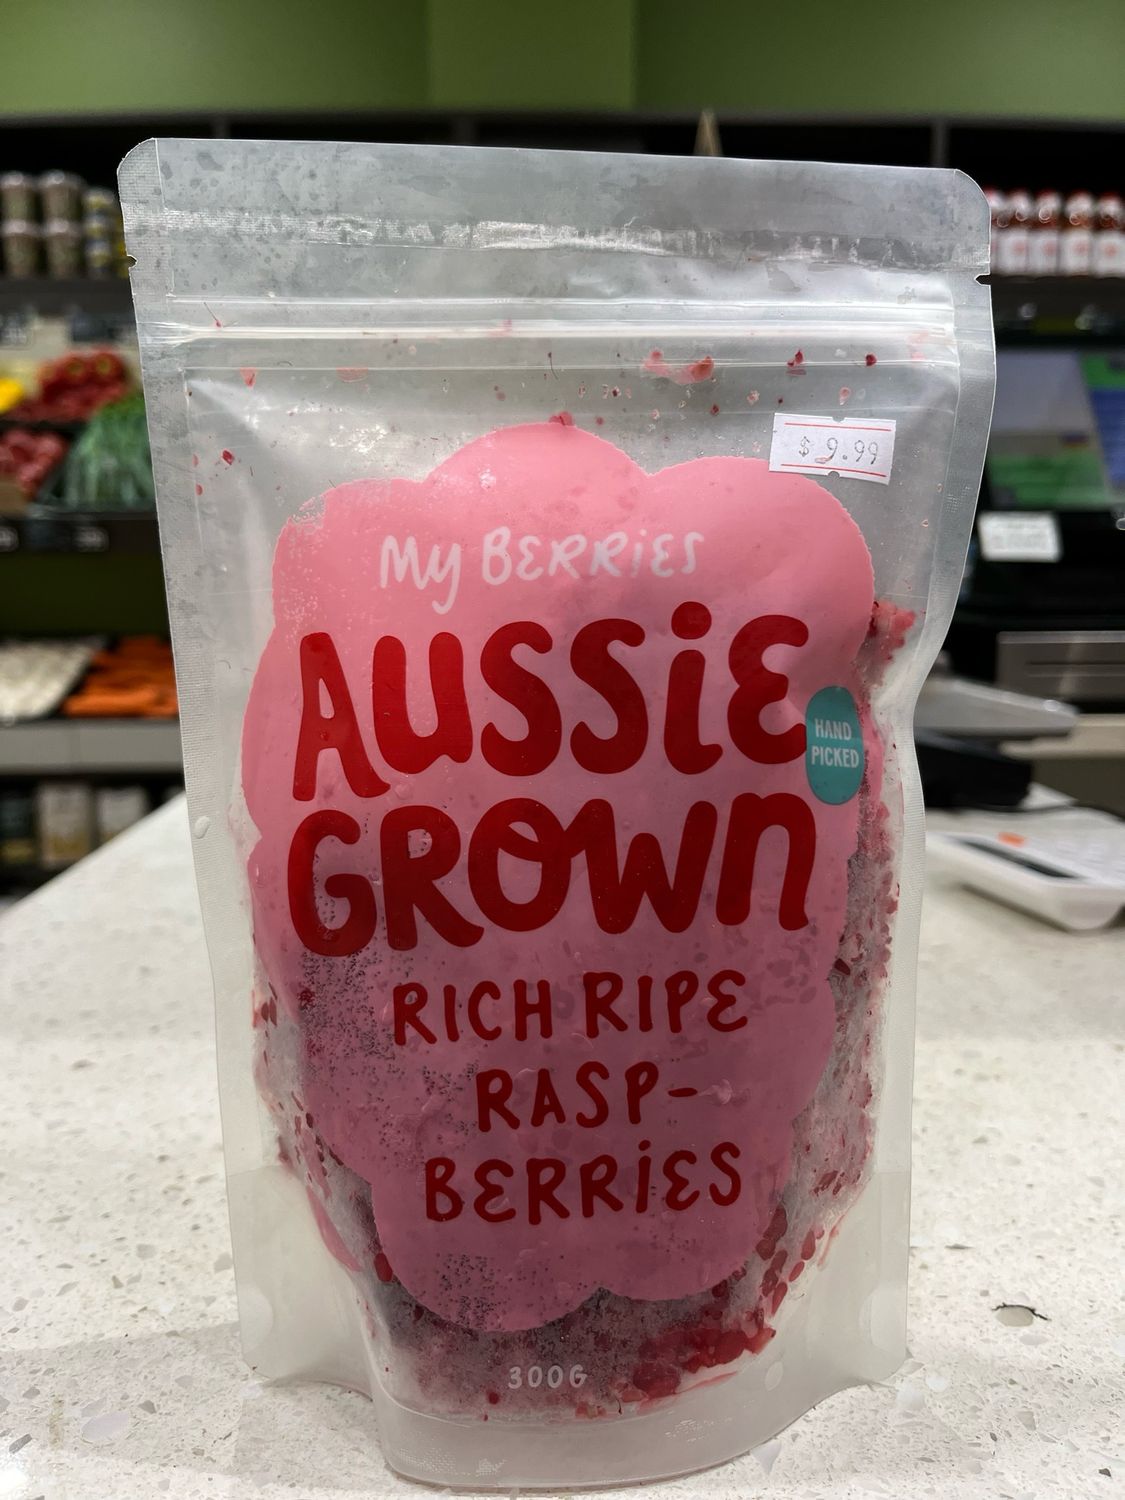 $ 9.99
My BERRiES
AUSSiE
GROWN
HAND
PICKED
RICH RIPE
RASP-
BERRiES
300G